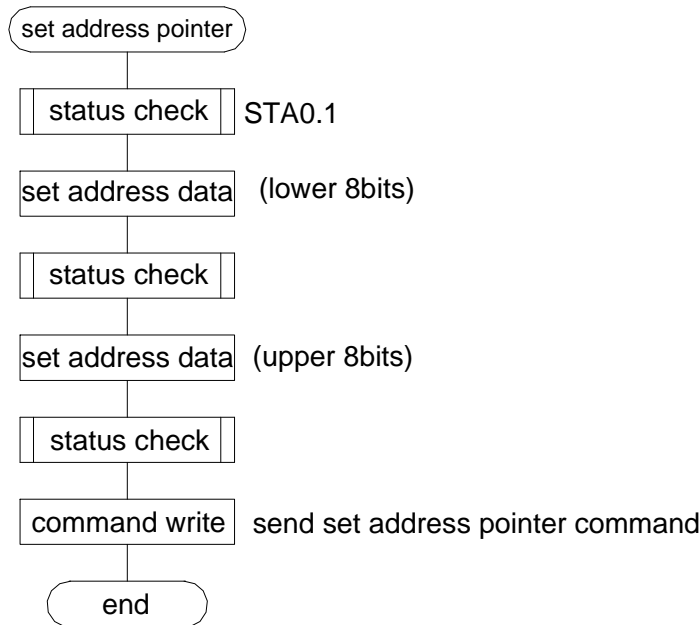 set address pointer
status check STA0.1
set address data (lower 8bits)
status check
set address data (upper 8bits)
status check
command write send set address pointer command
end